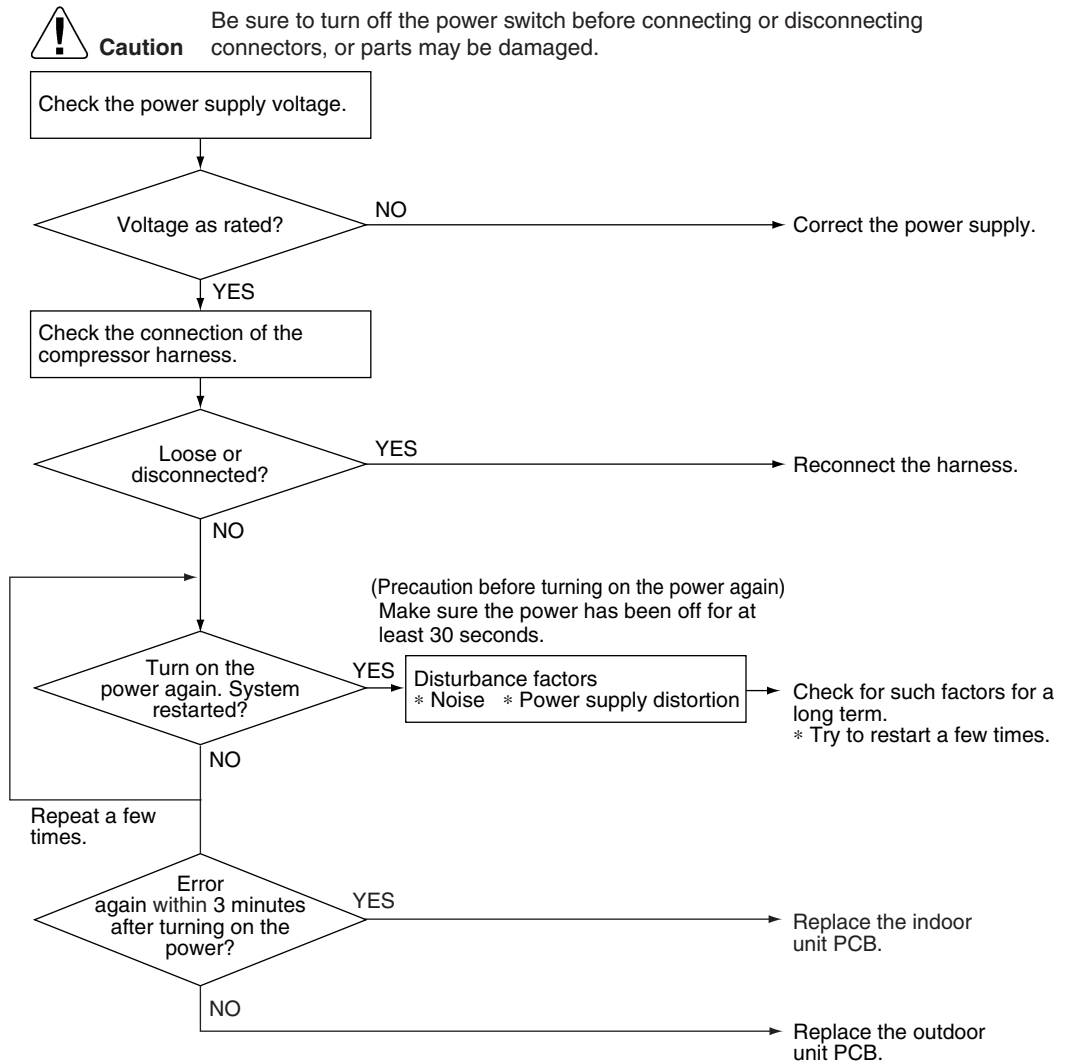 Be sure to turn off the power switch before connecting or disconnecting
Caution connectors, or parts may be damaged.
Check the power supply voltage.
Voltage as rated?
NO
Correct the power supply.
YES
Check the connection of the
compressor harness.
Loose or
disconnected?
YES
Reconnect the harness.
NO
(Precaution before turning on the power again)
Make sure the power has been off for at
least 30 seconds.
Turn on the
power again. System
restarted?
YES
Disturbance factors
* Noise * Power supply distortion
Check for such factors for a
long term.
* Try to restart a few times.
NO
Repeat a few
times.
Error
again within 3 minutes
after turning on the
power?
YES
Replace the indoor
unit PCB.
NO
Replace the outdoor
unit PCB.